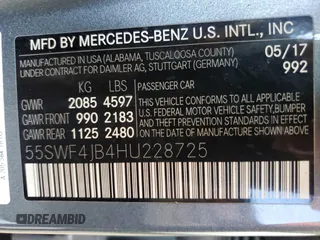 MFD BY MERCEDES-BENZ U.S. INTL., INC
MANUFACTURED IN ALABAMA, TUSCALOOSA COUNTY)
(USA) FOR DAIMLER AG, STUTTGART (GERMANY)
05/17
992
KG LBS
PASSENGER CAR
GVWR 2085 4597
GAWR FRONT 990 2183
GAWR REAR 1125 2480
THIS VEHICLE CONFORMS TO ALL APPLICABLE
FEDERAL MOTOR VEHICLE SAFETY, BUMPER,
AND THEFT PREVENTION STANDARDS IN EFFECT ON
THE DATE OF MANUFACTURE SHOWN ABOVE.
55SWF4JB4HU228725
© DREAMBID